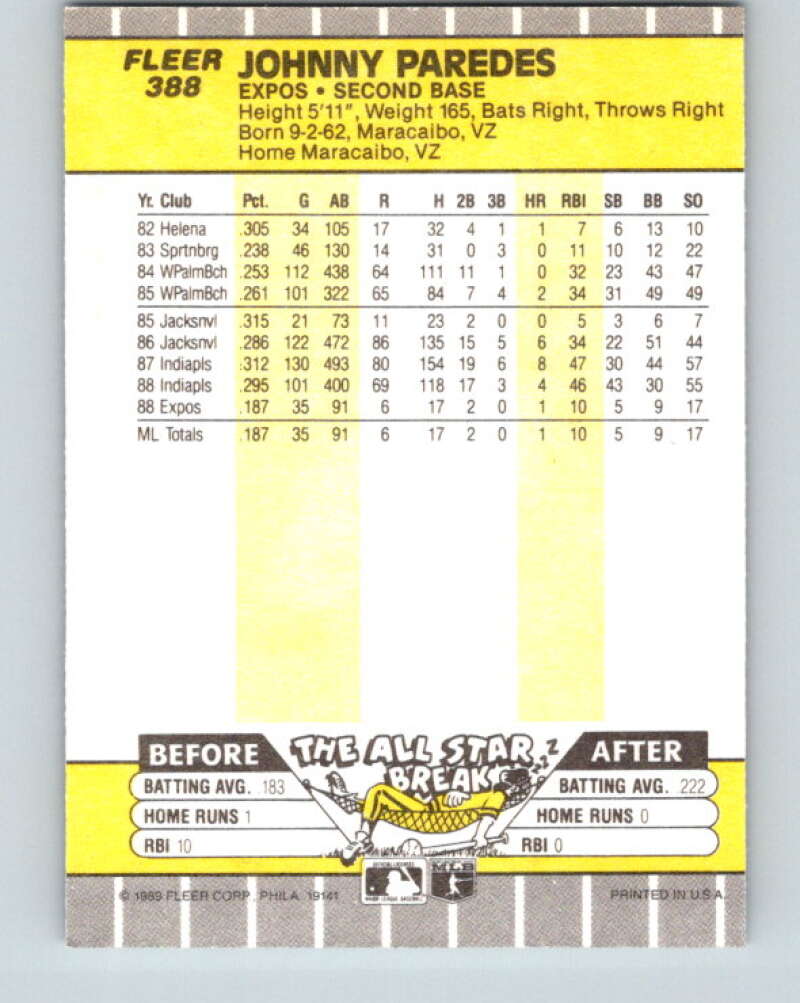 FLEER
388
JOHNNY PAREDES
EXPOS • SECOND BASE
Height 5'11", Weight 165, Bats Right, Throws Right
Born 9-2-62, Maracaibo, VZ
Home Maracaibo, VZ
Yr. Club Pct. G AB R H 2B 3B HR RBI SB BB SO
82 Helena .305 34 105 17 32 4 1 1 7 6 13 10
83 Sprtnbrg .238 46 130 14 31 0 3 0 11 10 12 22
84 WPalmBch .253 112 438 64 111 11 1 0 32 23 43 47
85 WPalmBch .261 101 322 65 84 7 4 2 34 31 49 49
85 Jacksnvl .315 21 73 11 23 2 0 0 5 3 6 7
86 Jacksnvl .286 122 472 86 135 15 5 6 34 22 51 44
87 Indiapls .312 130 493 80 154 19 6 8 47 30 44 57
88 Indiapls .295 101 400 69 118 17 3 4 46 43 30 55
88 Expos .187 35 91 6 17 2 0 1 10 5 9 17
ML Totals .187 35 91 6 17 2 0 1 10 5 9 17
BEFORE THE ALL STAR BREAK zzzZZ AFTER
BATTING AVG. .183 BATTING AVG. .222
HOME RUNS 1 HOME RUNS 0
RBI 10 RBI 0
OFFICIAL LICENSEE
MAJOR LEAGUE BASEBALL
© 1989 FLEER CORP., PHILA. 19141 PRINTED IN U.S.A.